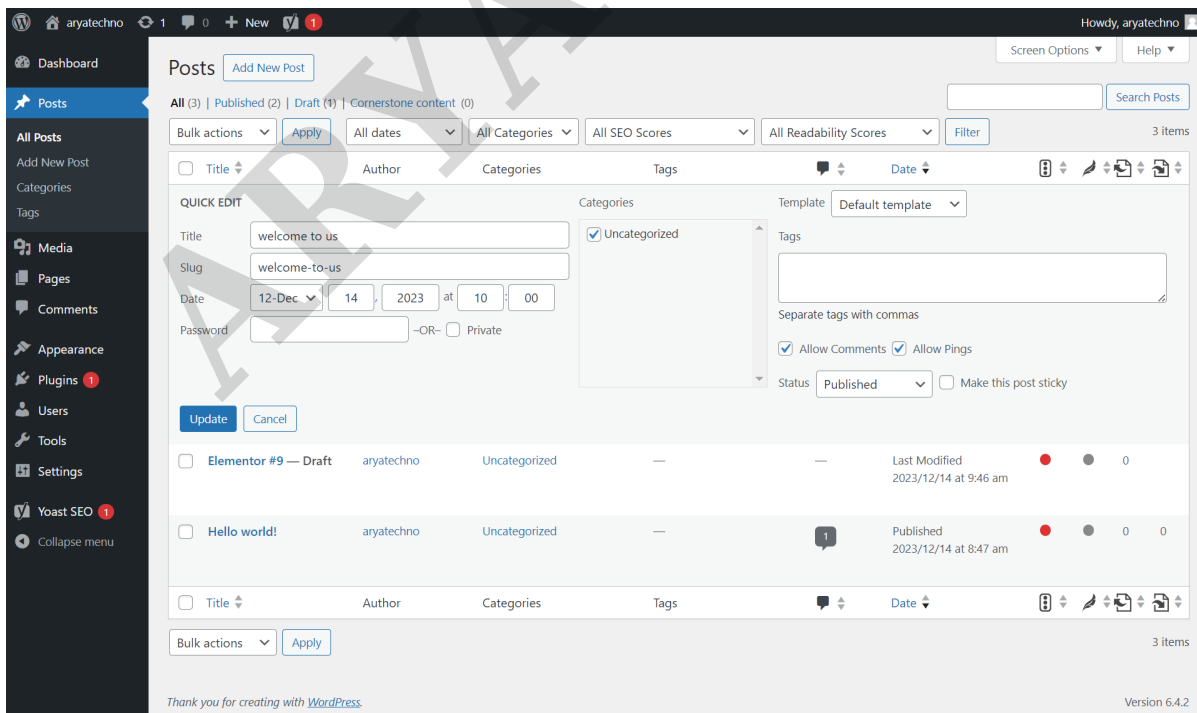 aryatechno 1 0 + New 1 Howdy, aryatechno
Screen Options Help
Dashboard
Posts
All Posts
Add New Post
Categories
Tags
Media
Pages
Comments
Appearance
Plugins 1
Users
Tools
Settings
Yoast SEO 1
Collapse menu
Posts Add New Post
All (3) | Published (2) | Draft (1) | Cornerstone content (0)
Search Posts
Bulk actions Apply All dates All Categories All SEO Scores All Readability Scores Filter 3 items
Title Author Categories Tags Date
QUICK EDIT
Title welcome to us
Slug welcome-to-us
Date 12-Dec 14 , 2023 at 10 : 00
Password –OR– Private
Categories
Uncategorized
Template Default template
Tags
Separate tags with commas
Allow Comments Allow Pings
Status Published Make this post sticky
Update Cancel
Elementor #9 — Draft aryatechno Uncategorized — — Last Modified 0
2023/12/14 at 9:46 am
Hello world! aryatechno Uncategorized — 1 Published 0 0
2023/12/14 at 8:47 am
Title Author Categories Tags Date
Bulk actions Apply 3 items
Thank you for creating with WordPress. Version 6.4.2
ARYA